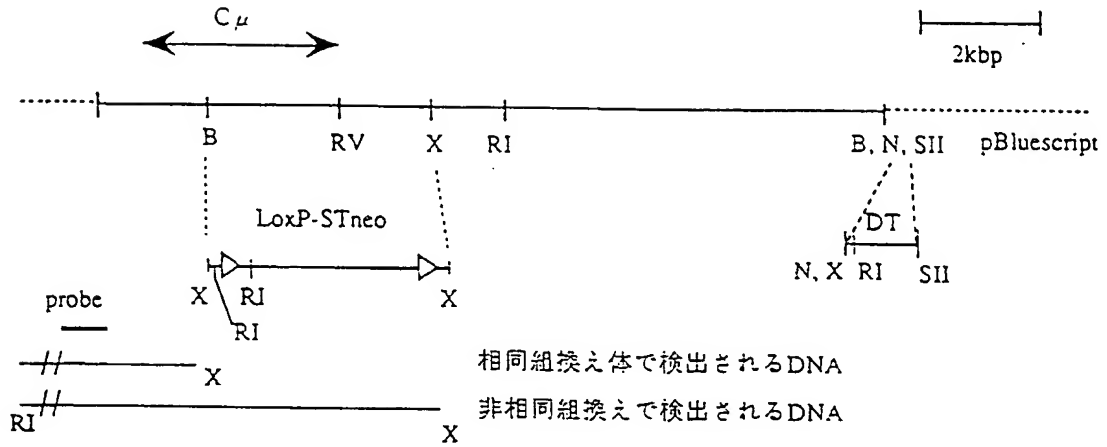 Cμ
2kbp
B RV X RI B, N, SII pBluescript
LoxP-STneo
DT
X RI X
N, X RI SII
RI
probe
X 相同組換え体で検出されるDNA
RI X 非相同組換えで検出されるDNA